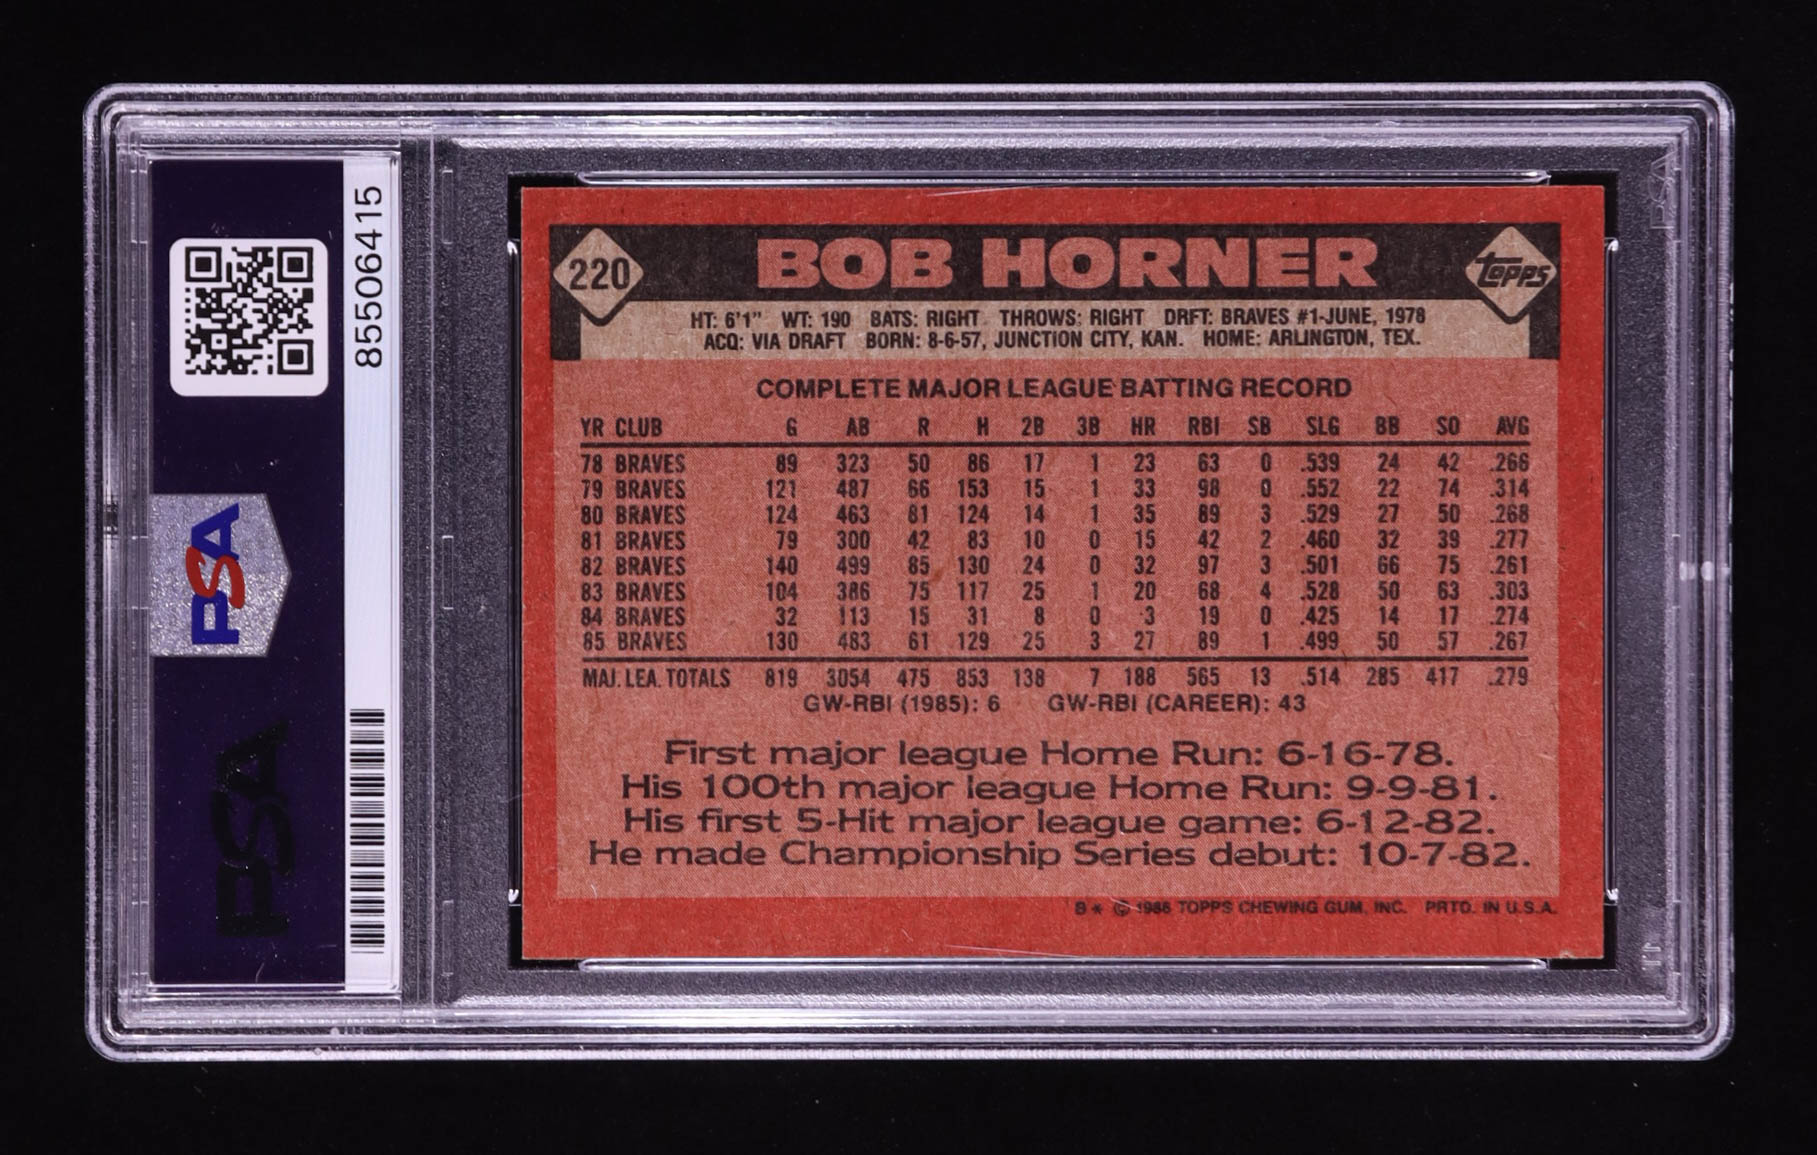 85506415
PSA
PSA
220
BOB HORNER
topps
HT: 6'1" WT: 190 BATS: RIGHT THROWS: RIGHT DRFT: BRAVES #1-JUNE, 1978
ACQ: VIA DRAFT BORN: 8-6-57, JUNCTION CITY, KAN. HOME: ARLINGTON, TEX.
COMPLETE MAJOR LEAGUE BATTING RECORD
YR CLUB G AB R H 2B 3B HR RBI SB SLG BB SO AVG
78 BRAVES 89 323 50 86 17 1 23 63 0 .539 24 42 .266
79 BRAVES 121 487 66 153 15 1 33 98 0 .552 22 74 .314
80 BRAVES 124 463 81 124 14 1 35 89 3 .529 27 50 .268
81 BRAVES 79 300 42 83 10 0 15 42 2 .460 32 39 .277
82 BRAVES 140 499 85 130 24 0 32 97 3 .501 66 75 .261
83 BRAVES 104 386 75 117 25 1 20 68 4 .528 50 63 .303
84 BRAVES 32 113 15 31 8 0 3 19 0 .425 14 17 .274
85 BRAVES 130 483 61 129 25 3 27 89 1 .499 50 57 .267
MAJ. LEA. TOTALS 819 3054 475 853 138 7 188 565 13 .514 285 417 .279
GW-RBI (1985): 6 GW-RBI (CAREER): 43
First major league Home Run: 6-16-78.
His 100th major league Home Run: 9-9-81.
His first 5-Hit major league game: 6-12-82.
He made Championship Series debut: 10-7-82.
B * © 1986 TOPPS CHEWING GUM, INC. PRTD. IN U.S.A.
PSA